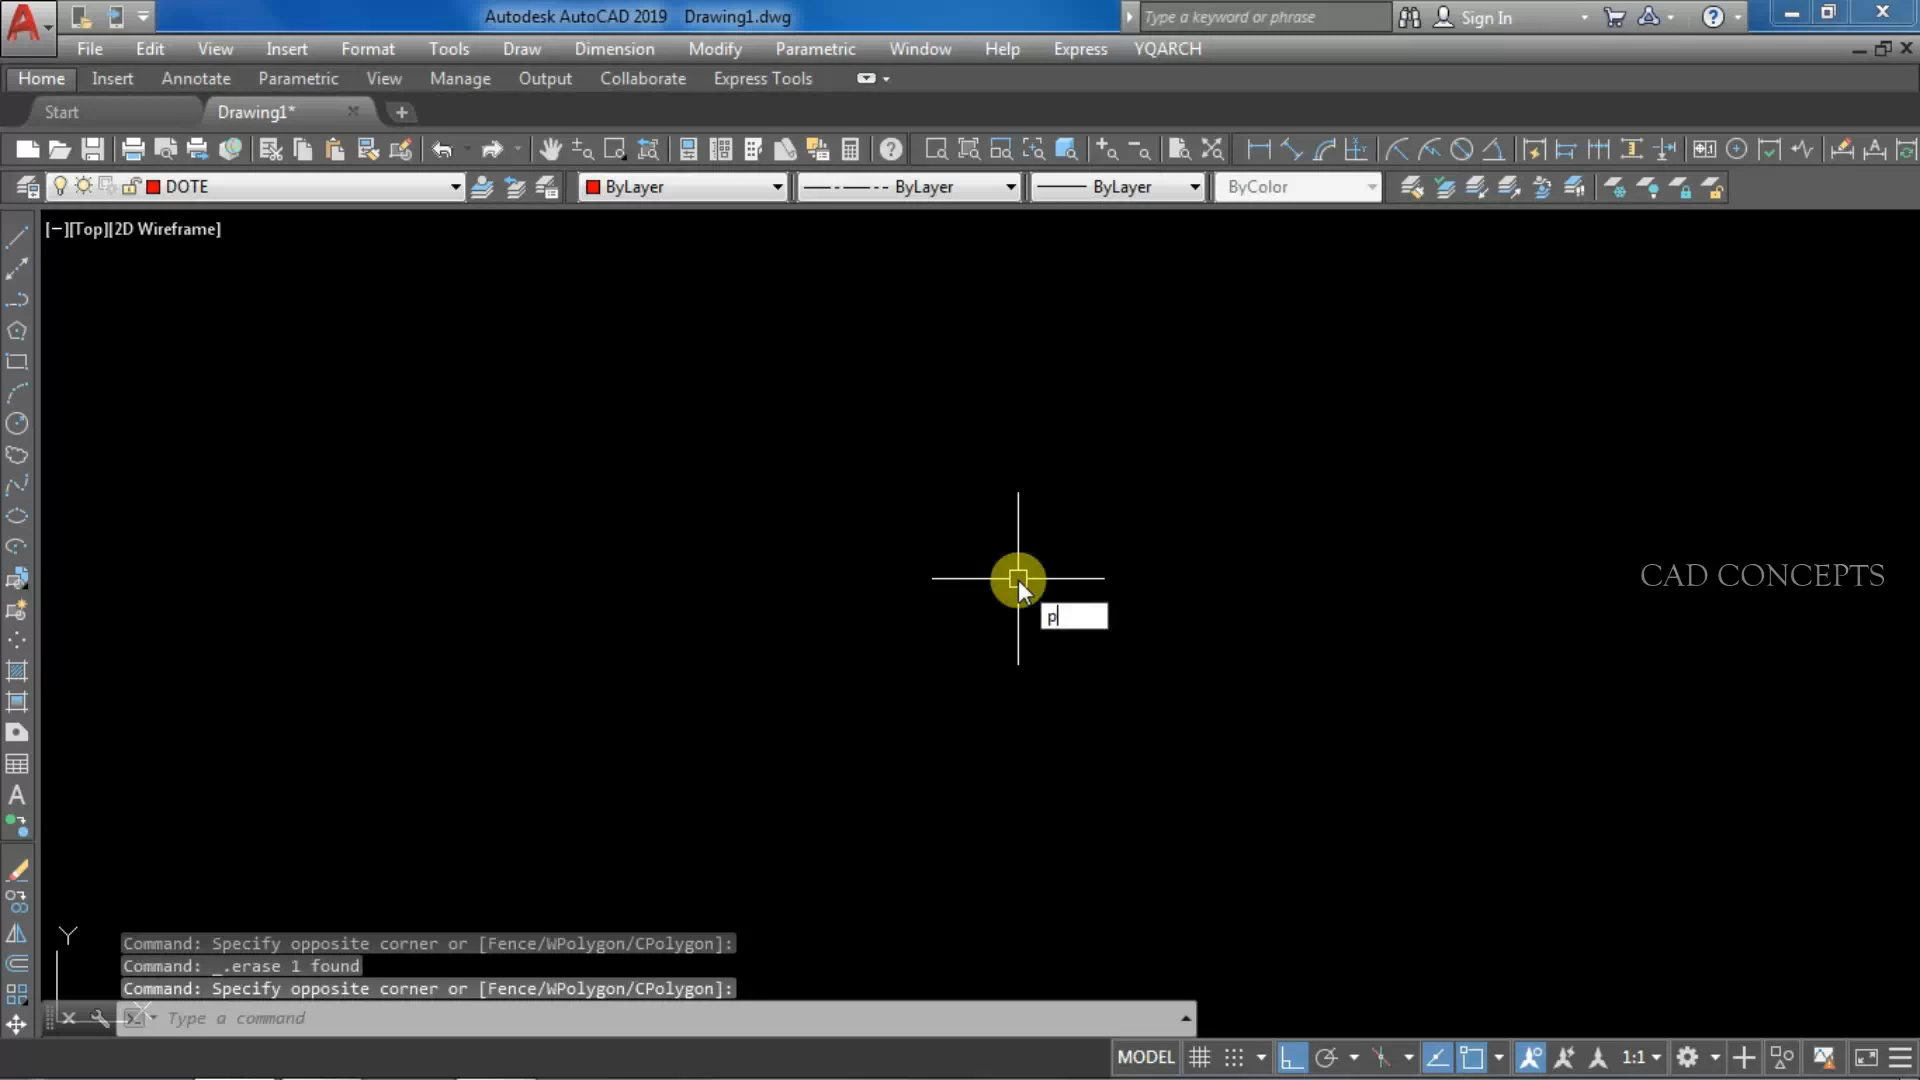 Autodesk AutoCAD 2019 Drawing1.dwg
Type a keyword or phrase
Sign In
File Edit View Insert Format Tools Draw Dimension Modify Parametric Window Help Express YQARCH
Home Insert Annotate Parametric View Manage Output Collaborate Express Tools
Start Drawing1*
DOTE ByLayer ByLayer ByLayer ByColor
[−][Top][2D Wireframe]
CAD CONCEPTS
p
Y
Command: Specify opposite corner or [Fence/WPolygon/CPolygon]:
Command: _.erase 1 found
Command: Specify opposite corner or [Fence/WPolygon/CPolygon]:
Type a command
MODEL 1:1